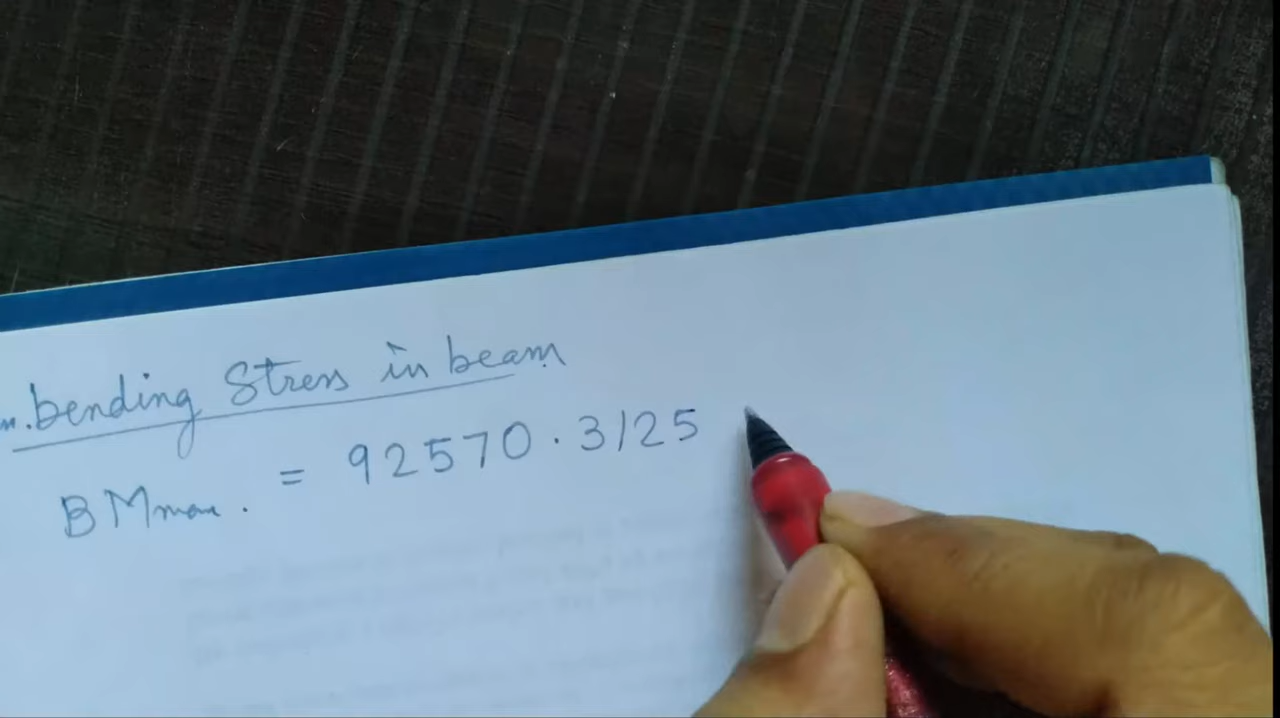 . bending Stress in beam
BMmax. = 92570.3125